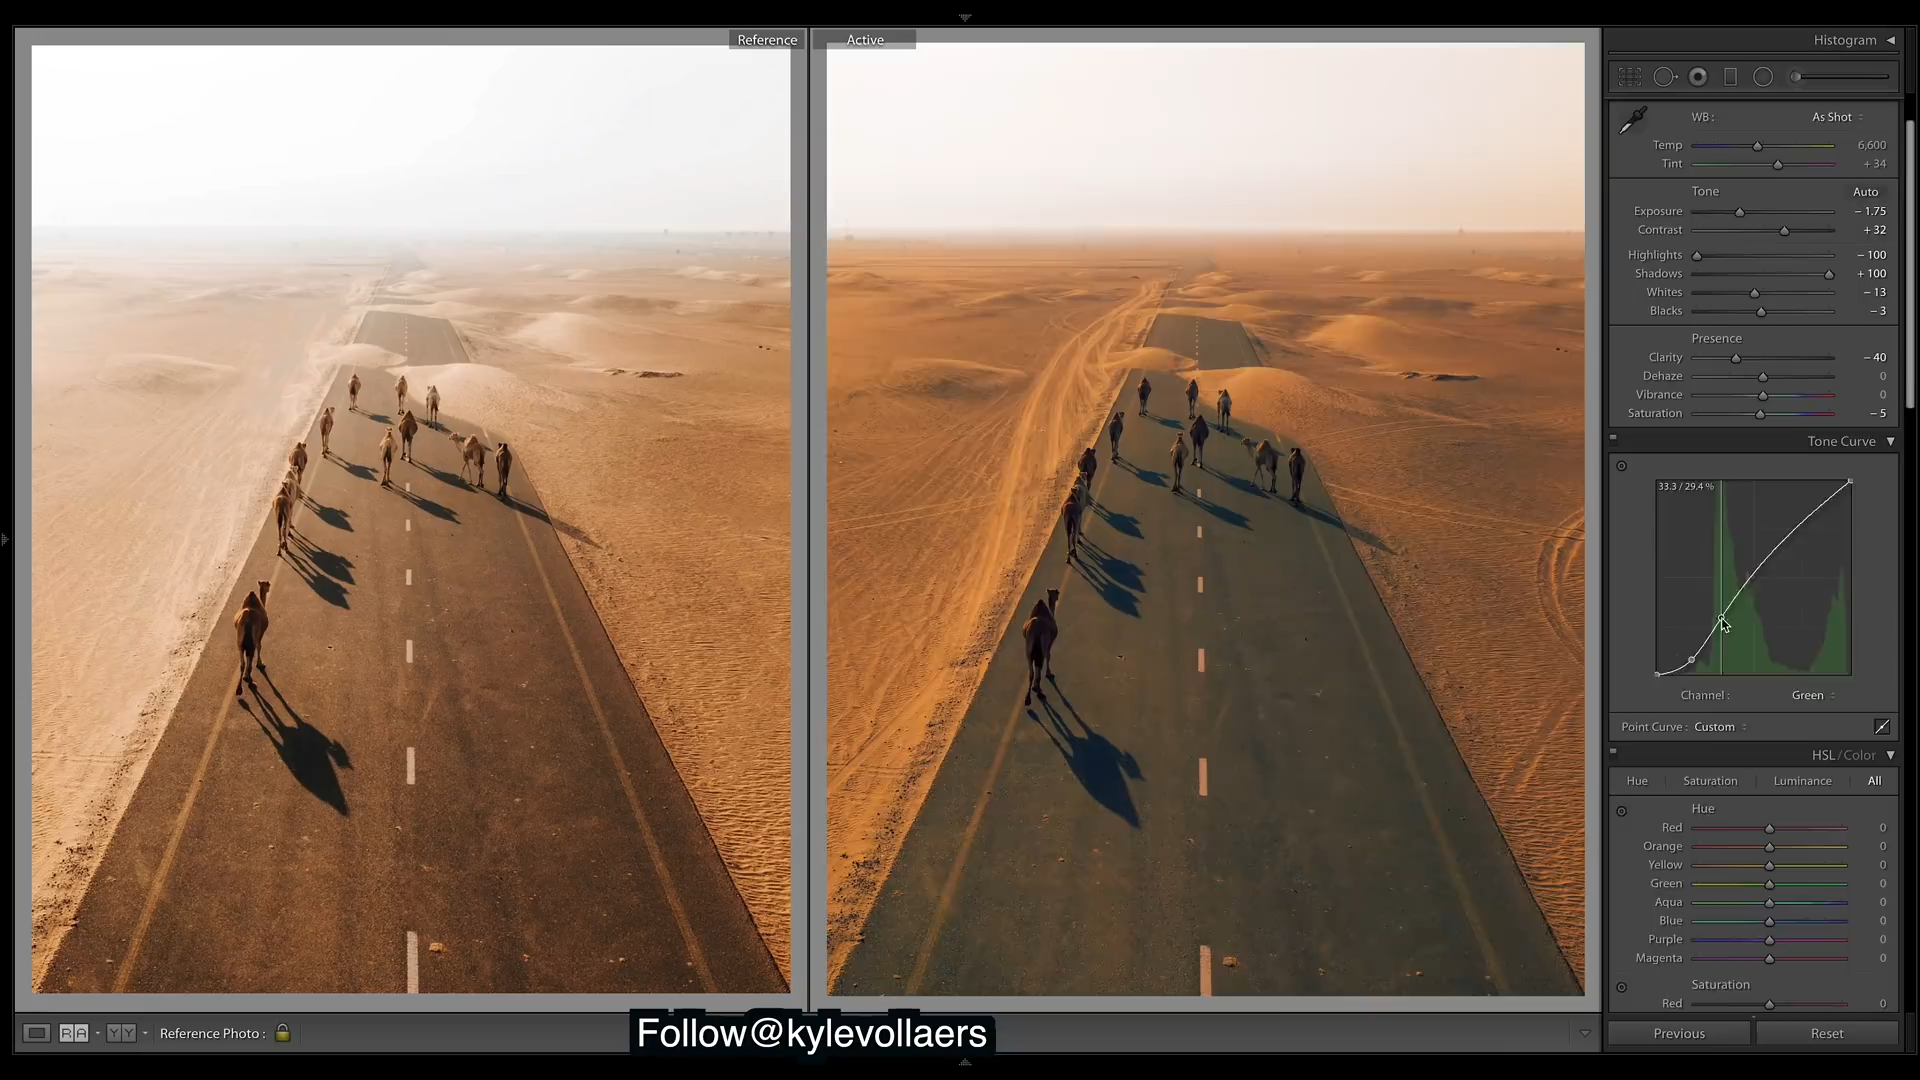 Reference
Active
Histogram
WB :
As Shot
Temp 6,600
Tint + 34
Tone Auto
Exposure − 1.75
Contrast + 32
Highlights − 100
Shadows + 100
Whites − 13
Blacks − 3
Presence
Clarity − 40
Dehaze 0
Vibrance 0
Saturation − 5
Tone Curve
33.3 / 29.4 %
Channel : Green
Point Curve : Custom
HSL / Color
Hue Saturation Luminance All
Hue
Red 0
Orange 0
Yellow 0
Green 0
Aqua 0
Blue 0
Purple 0
Magenta 0
Saturation
Red 0
Previous Reset
R A
Y Y
Reference Photo :
Follow@kylevollaers